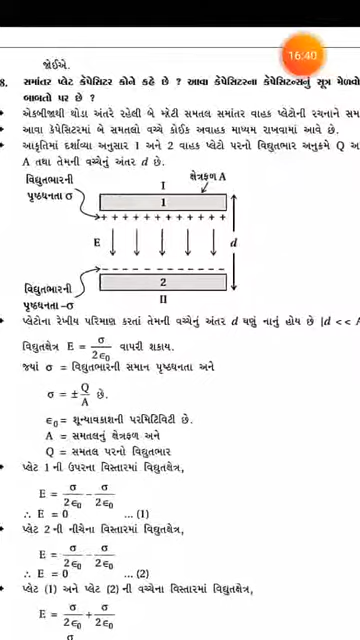 16:40
જોઈએ.
8. સમાંતર પ્લેટ કેપેસિટર કોને કહે છે ? આવા કેપેસિટરના કેપેસિટન્સનું સૂત્ર મેળવો
બાબતો પર છે ?
એકબીજાથી થોડા અંતરે રહેલી બે મોટી સમતલ સમાંતર વાહક પ્લેટોની રચનાને સમ
આવા કેપેસિટરમાં બે સમતલો વચ્ચે કોઈક અવાહક માધ્યમ રાખવામાં આવે છે.
આકૃતિમાં દર્શાવ્યા અનુસાર 1 અને 2 વાહક પ્લેટો પરનો વિદ્યુતભાર અનુક્રમે Q અ
A તથા તેમની વચ્ચેનું અંતર d છે.
વિદ્યુતભારની
પૃષ્ઠઘનતા σ
I
ક્ષેત્રફળ A
1
+ + + + + + + + + + + + +
E
d
વિદ્યુતભારની
પૃષ્ઠઘનતા –σ
2
II
પ્લેટોના રેખીય પરિમાણ કરતાં તેમની વચ્ચેનું અંતર d ઘણું નાનું હોય છે |d << A
વિદ્યુતક્ષેત્ર E = σ/2ϵ₀ વાપરી શકાય.
જ્યાં σ = વિદ્યુતભારની સમાન પૃષ્ઠઘનતા અને
σ = ± Q/A છે.
ϵ₀ = શૂન્યાવકાશની પરમિટિવિટી છે.
A = સમતલનું ક્ષેત્રફળ અને
Q = સમતલ પરનો વિદ્યુતભાર
પ્લેટ 1 ની ઉપરના વિસ્તારમાં વિદ્યુતક્ષેત્ર,
E = σ/2ϵ₀ – σ/2ϵ₀
∴ E = 0 ... (1)
પ્લેટ 2 ની નીચેના વિસ્તારમાં વિદ્યુતક્ષેત્ર,
E = σ/2ϵ₀ – σ/2ϵ₀
∴ E = 0 ... (2)
પ્લેટ (1) અને પ્લેટ (2) ની વચ્ચેના વિસ્તારમાં વિદ્યુતક્ષેત્ર,
E = σ/2ϵ₀ + σ/2ϵ₀
σ